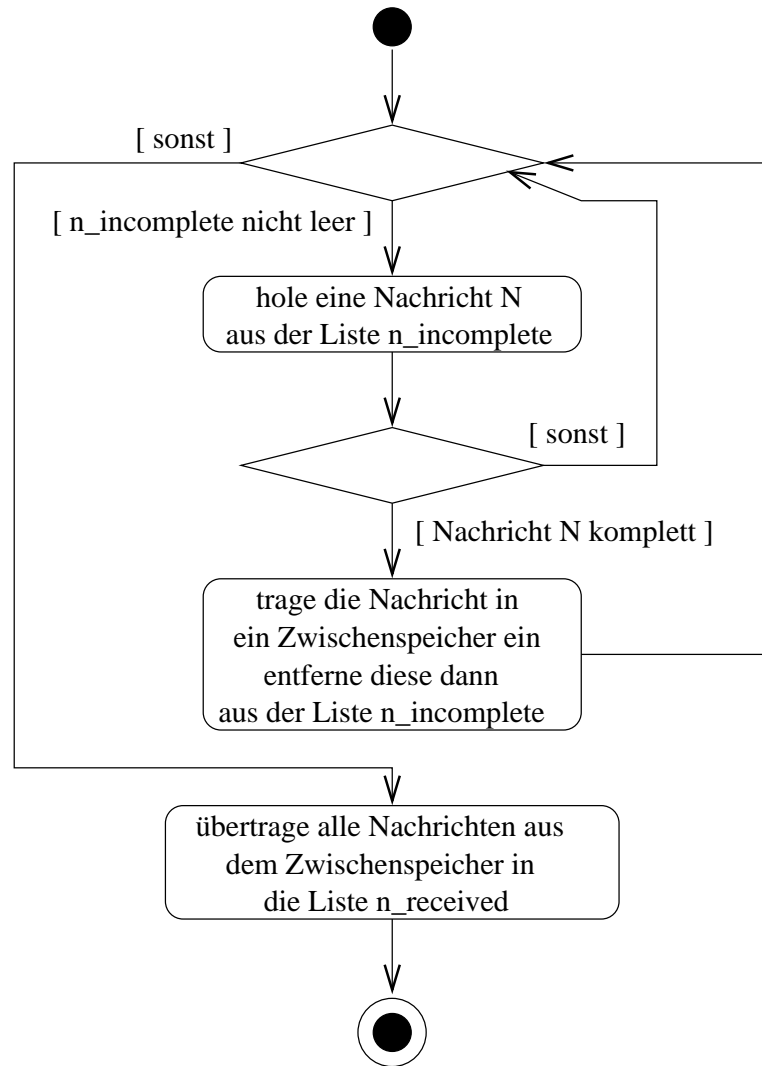 [ sonst ]
[ n_incomplete nicht leer ]
hole eine Nachricht N
aus der Liste n_incomplete
[ sonst ]
[ Nachricht N komplett ]
trage die Nachricht in
ein Zwischenspeicher ein
entferne diese dann
aus der Liste n_incomplete
übertrage alle Nachrichten aus
dem Zwischenspeicher in
die Liste n_received